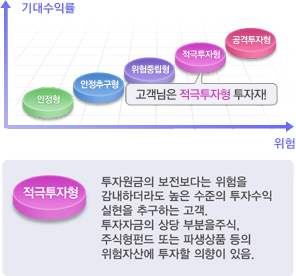 기대수익률
공격투자형
적극투자형
위험중립형
안정추구형
안정형
고객님은 적극투자형 투자자!
위험
적극투자형
투자원금의 보전보다는 위험을
감내하더라도 높은 수준의 투자수익
실현을 추구하는 고객.
투자자금의 상당 부분을주식,
주식형펀드 또는 파생상품 등의
위험자산에 투자할 의향이 있음.